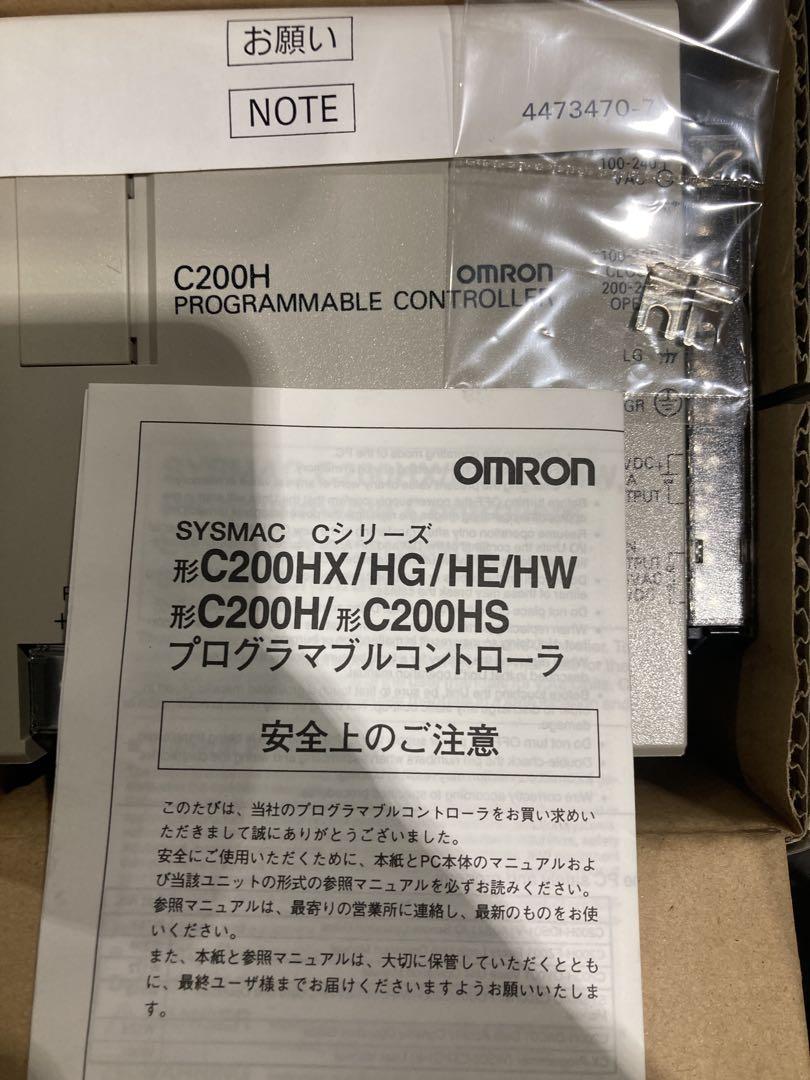 お願い
NOTE
4473470-7
100-240
VAC
C200H
OMRON
PROGRAMMABLE CONTROLLER
LG
GR
OMRON
SYSMAC Cシリーズ
形C200HX/HG/HE/HW
形C200H/形C200HS
プログラマブルコントローラ
安全上のご注意
このたびは、当社のプログラマブルコントローラをお買い求めい
ただきまして誠にありがとうございました。
安全にご使用いただくために、本紙とPC本体のマニュアルおよ
び当該ユニットの形式の参照マニュアルを必ずお読みください。
参照マニュアルは、最寄りの営業所に連絡し、最新のものをお使
いください。
また、本紙と参照マニュアルは、大切に保管していただくととも
に、最終ユーザ様までお届けくださいますようお願いいたしま
す。